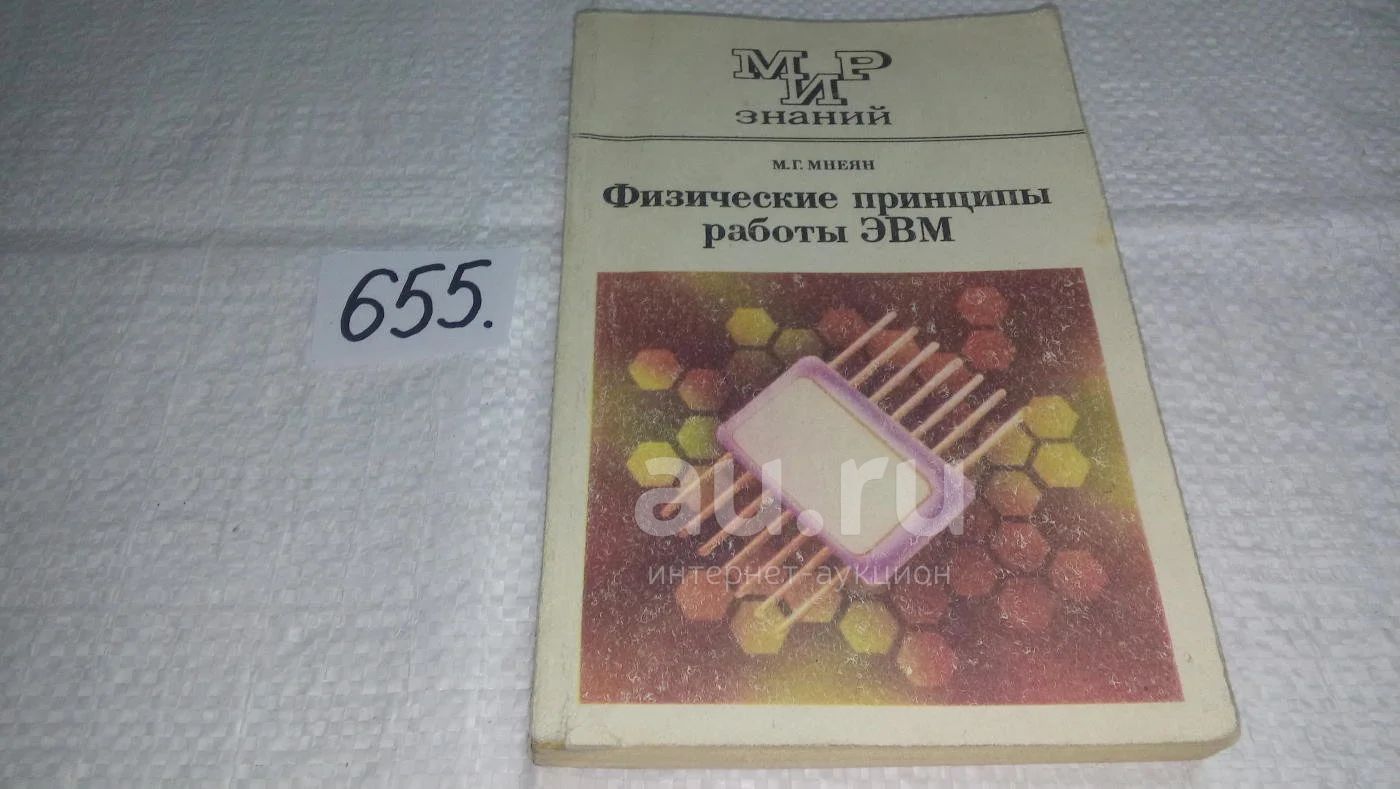 МИР
знаний
М.Г. МНЕЯН
Физические принципы
работы ЭВМ
655.
au.ru
интернет-аукцион